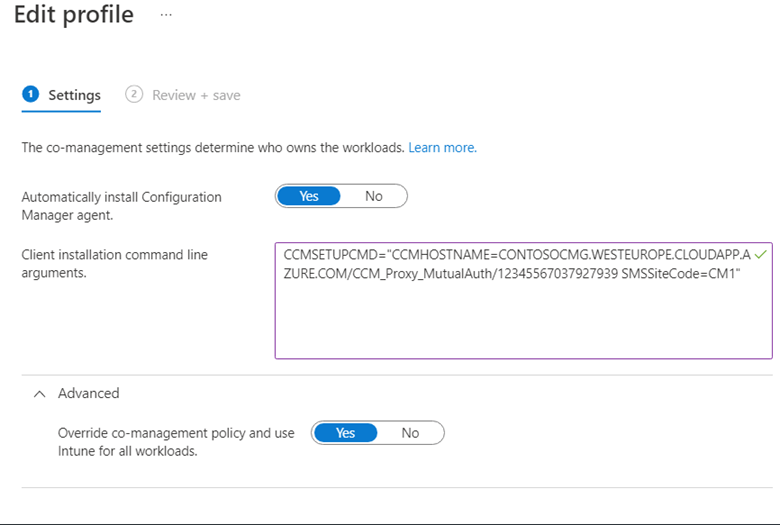 Edit profile ...
1 Settings 2 Review + save
The co-management settings determine who owns the workloads. Learn more.
Automatically install Configuration
Manager agent.
Yes No
Client installation command line
arguments.
CCMSETUPCMD="CCMHOSTNAME=CONTOSOCMG.WESTEUROPE.CLOUDAPP.A
ZURE.COM/CCM_Proxy_MutualAuth/12345567037927939 SMSSiteCode=CM1"
Advanced
Override co-management policy and use
Intune for all workloads.
Yes No